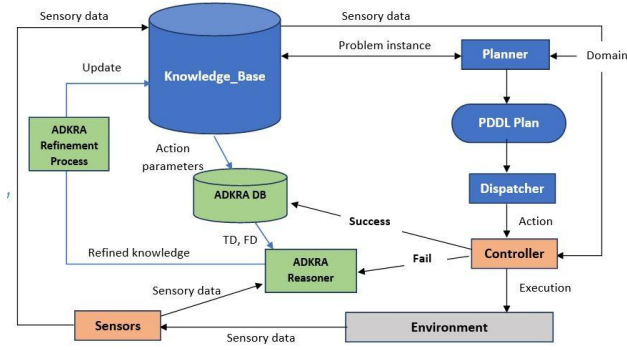 Sensory data
Sensory data
Knowledge_Base
Problem instance
Planner
Domain
Update
PDDL Plan
ADKRA
Refinement
Process
Action
parameters
ADKRA DB
Dispatcher
Success
Action
TD, FD
Refined knowledge
ADKRA
Reasoner
Fail
Controller
Sensory data
Execution
Sensors
Sensory data
Environment